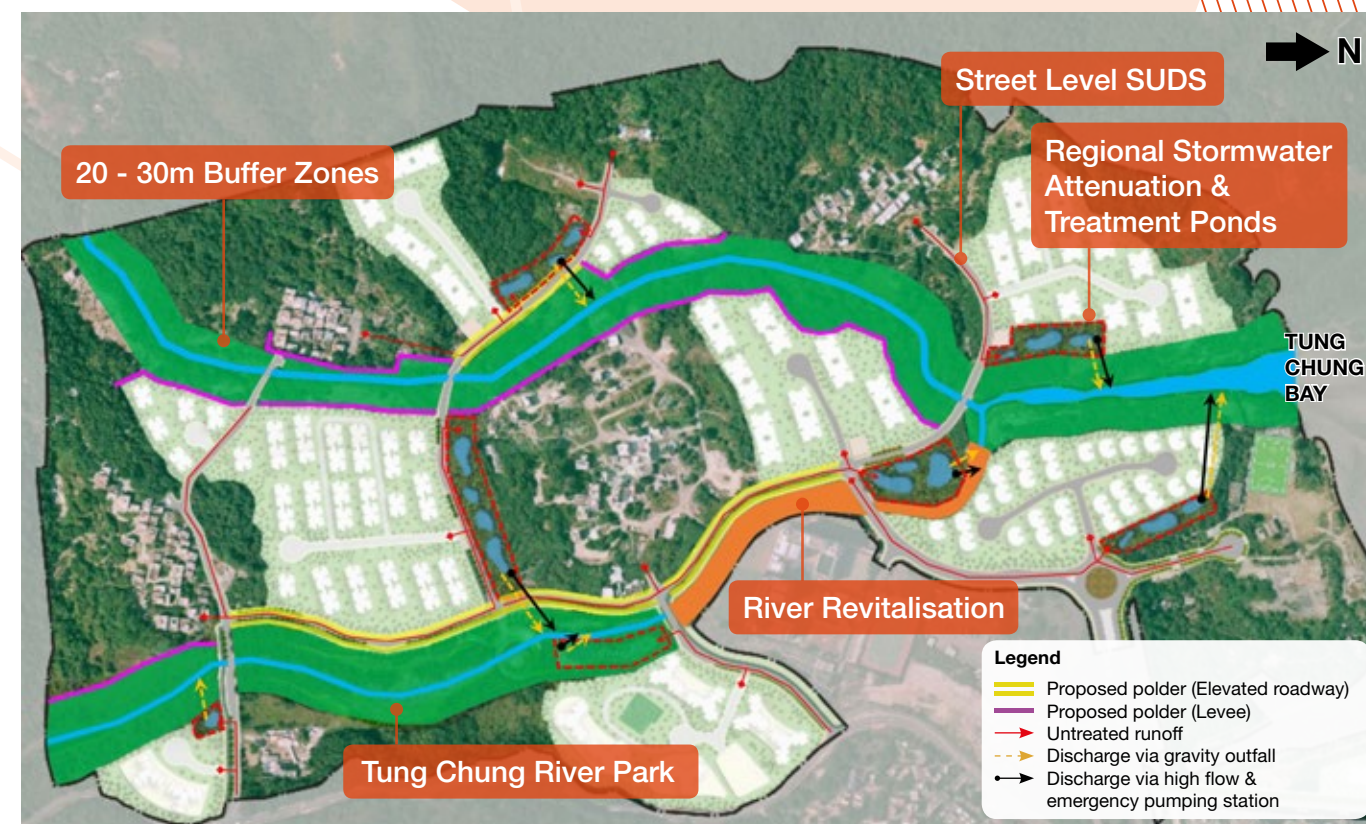 N
Street Level SUDS
20 - 30m Buffer Zones
Regional Stormwater
Attenuation &
Treatment Ponds
TUNG
CHUNG
BAY
River Revitalisation
Tung Chung River Park
Legend
Proposed polder (Elevated roadway)
Proposed polder (Levee)
Untreated runoff
Discharge via gravity outfall
Discharge via high flow &
emergency pumping station